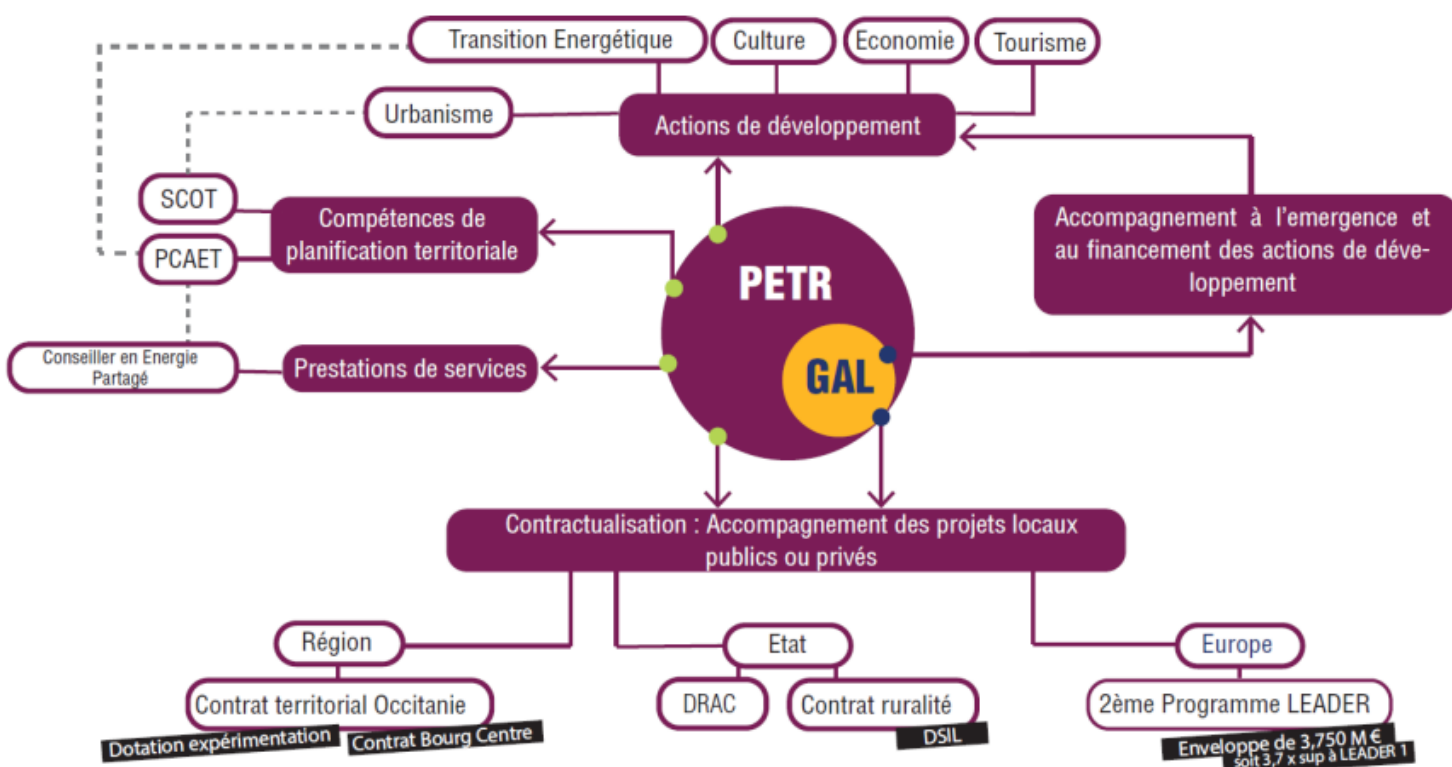 Transition Energétique
Culture
Economie
Tourisme
Urbanisme
Actions de développement
SCOT
PCAET
Compétences de
planification territoriale
Accompagnement à l'emergence et
au financement des actions de déve-
loppement
PETR
GAL
Conseiller en Energie
Partagé
Prestations de services
Contractualisation : Accompagnement des projets locaux
publics ou privés
Région
Etat
Europe
Contrat territorial Occitanie
DRAC
Contrat ruralité
2ème Programme LEADER
Dotation expérimentation
Contrat Bourg Centre
DSIL
Enveloppe de 3,750 M €
soit 3,7 x sup à LEADER 1